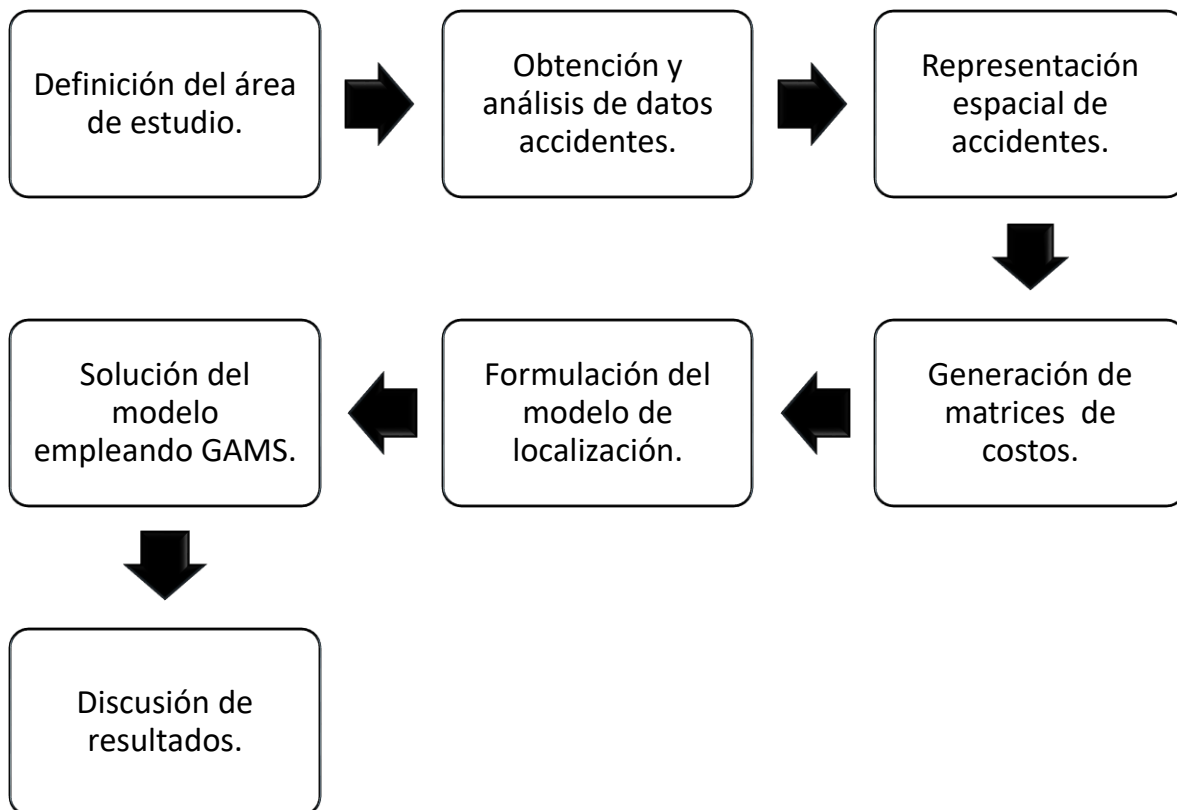 Definición del área
de estudio.
Obtención y
análisis de datos
accidentes.
Representación
espacial de
accidentes.
Generación de
matrices de
costos.
Formulación del
modelo de
localización.
Solución del
modelo
empleando GAMS.
Discusión de
resultados.